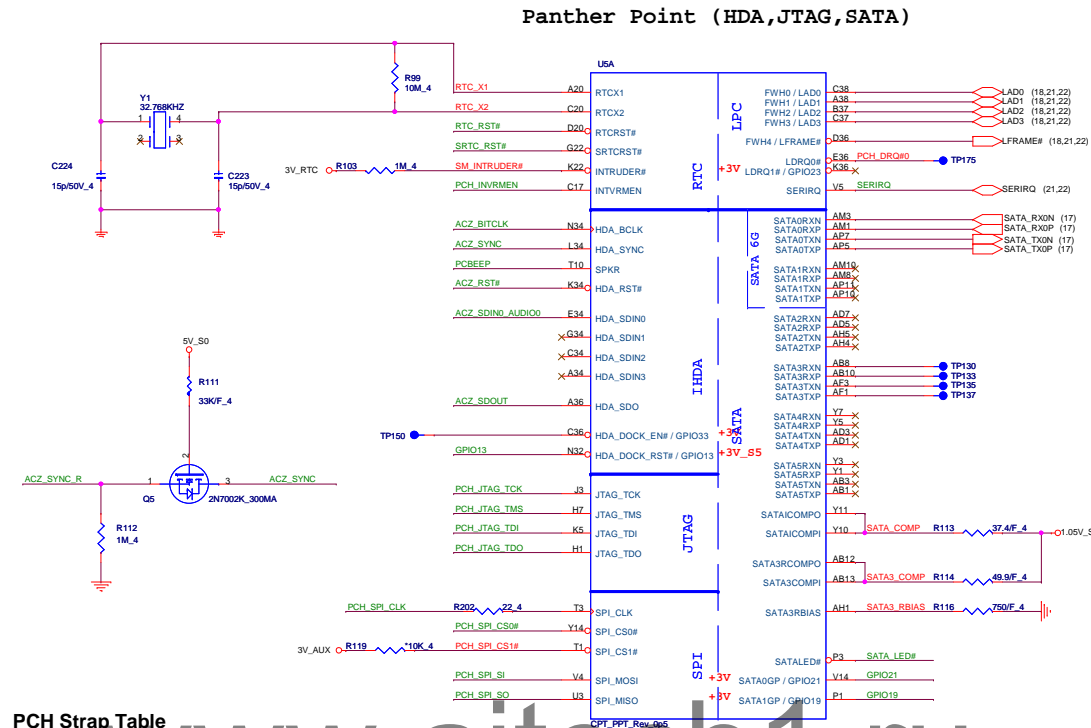 Panther Point (HDA,JTAG,SATA)
U5A
R99
10M_4
Y1
32.768KHZ
1
4
2
3
C224
15p/50V_4
C223
15p/50V_4
RTC_X1 A20 RTCX1
RTC_X2 C20 RTCX2
RTC_RST# D20 RTCRST#
SRTC_RST# G22 SRTCRST#
3V_RTC R103 1M_4 SM_INTRUDER# K22 INTRUDER#
PCH_INVRMEN C17 INTVRMEN
RTC
LPC
+3V
FWH0 / LAD0 C38 LAD0 (18,21,22)
FWH1 / LAD1 A38 LAD1 (18,21,22)
FWH2 / LAD2 B37 LAD2 (18,21,22)
FWH3 / LAD3 C37 LAD3 (18,21,22)
FWH4 / LFRAME# D36 LFRAME# (18,21,22)
LDRQ0# E36 PCH_DRQ#0 TP175
LDRQ1# / GPIO23 K36
SERIRQ V5 SERIRQ SERIRQ (21,22)
ACZ_BITCLK N34 HDA_BCLK
ACZ_SYNC L34 HDA_SYNC
PCBEEP T10 SPKR
ACZ_RST# K34 HDA_RST#
ACZ_SDIN0_AUDIO0 E34 HDA_SDIN0
G34 HDA_SDIN1
C34 HDA_SDIN2
A34 HDA_SDIN3
ACZ_SDOUT A36 HDA_SDO
TP150 C36 HDA_DOCK_EN# / GPIO33
GPIO13 N32 HDA_DOCK_RST# / GPIO13 +3V_S5
IHDA
SATA 6G
SATA
SATA0RXN AM3 SATA_RX0N (17)
SATA0RXP AM1 SATA_RX0P (17)
SATA0TXN AP7 SATA_TX0N (17)
SATA0TXP AP5 SATA_TX0P (17)
SATA1RXN AM10
SATA1RXP AM8
SATA1TXN AP11
SATA1TXP AP10
SATA2RXN AD7
SATA2RXP AD5
SATA2TXN AH5
SATA2TXP AH4
SATA3RXN AB8 TP130
SATA3RXP AB10 TP133
SATA3TXN AF3 TP135
SATA3TXP AF1 TP137
SATA4RXN Y7
SATA4RXP Y5
SATA4TXN AD3
SATA4TXP AD1
SATA5RXN Y3
SATA5RXP Y1
SATA5TXN AB3
SATA5TXP AB1
SATAICOMPO Y11
SATAICOMPI Y10 SATA_COMP R113 37.4/F_4 1.05V_S
SATA3RCOMPO AB12
SATA3COMPI AB13 SATA3_COMP R114 49.9/F_4
SATA3RBIAS AH1 SATA3_RBIAS R116 750/F_4
SATALED# P3 SATA_LED#
+3V SATA0GP / GPIO21 V14 GPIO21
+3V SATA1GP / GPIO19 P1 GPIO19
5V_S0
R111
33K/F_4
2
ACZ_SYNC_R 1 3 ACZ_SYNC
Q5 2N7002K_300MA
R112
1M_4
PCH_JTAG_TCK J3 JTAG_TCK
PCH_JTAG_TMS H7 JTAG_TMS
PCH_JTAG_TDI K5 JTAG_TDI
PCH_JTAG_TDO H1 JTAG_TDO
JTAG
PCH_SPI_CLK R202 22_4 T3 SPI_CLK
PCH_SPI_CS0# Y14 SPI_CS0#
3V_AUX R119 *10K_4 PCH_SPI_CS1# T1 SPI_CS1#
PCH_SPI_SI V4 SPI_MOSI
PCH_SPI_SO U3 SPI_MISO
SPI
CPT_PPT_Rev_0p5
PCH Strap Table